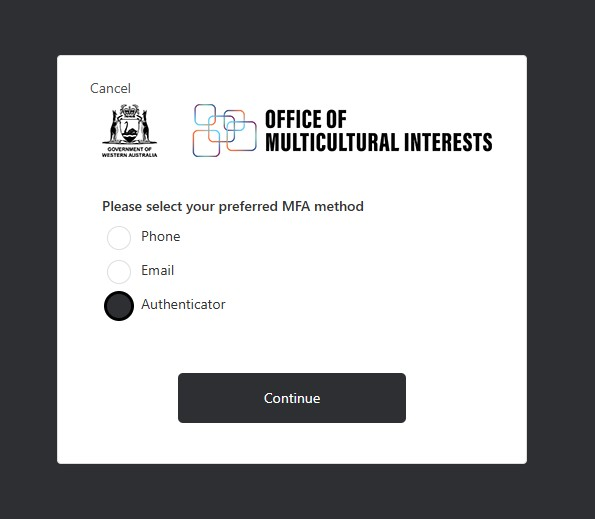 Cancel
GOVERNMENT OF
WESTERN AUSTRALIA
OFFICE OF
MULTICULTURAL INTERESTS
Please select your preferred MFA method
Phone
Email
Authenticator
Continue